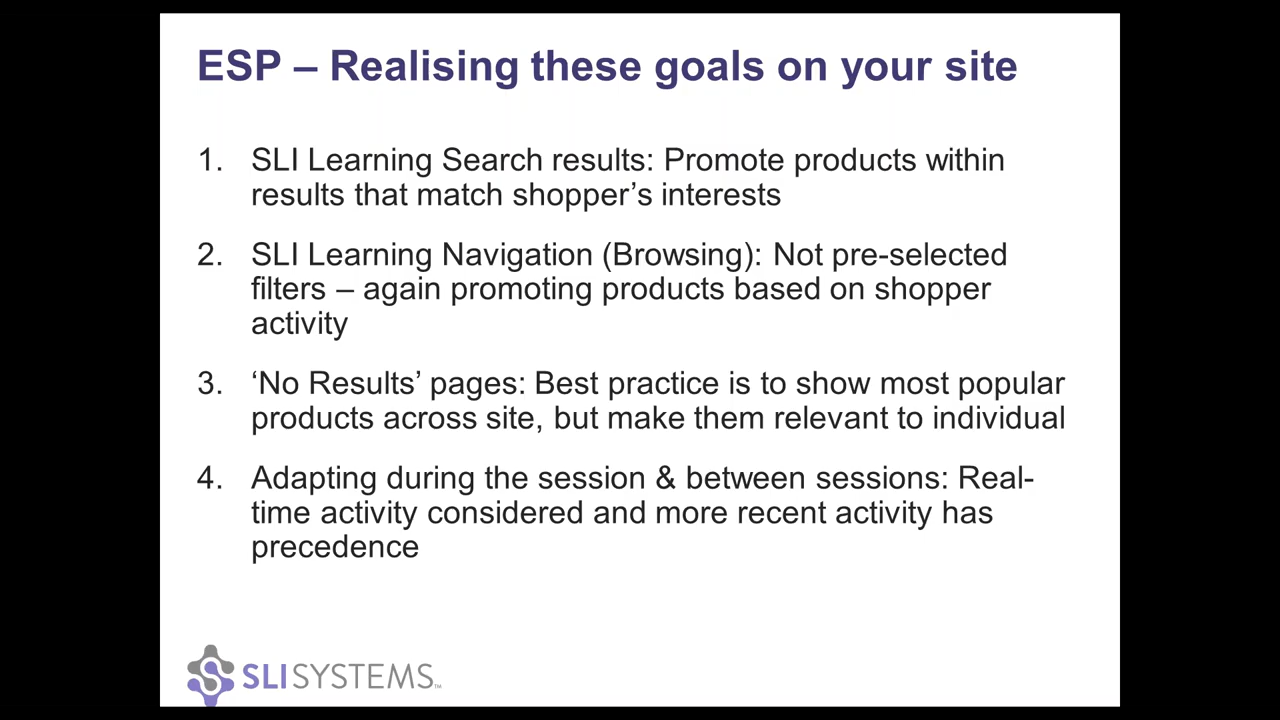 ESP – Realising these goals on your site
1. SLI Learning Search results: Promote products within
results that match shopper’s interests
2. SLI Learning Navigation (Browsing): Not pre-selected
filters – again promoting products based on shopper
activity
3. ‘No Results’ pages: Best practice is to show most popular
products across site, but make them relevant to individual
4. Adapting during the session & between sessions: Real-
time activity considered and more recent activity has
precedence
SLI SYSTEMS™